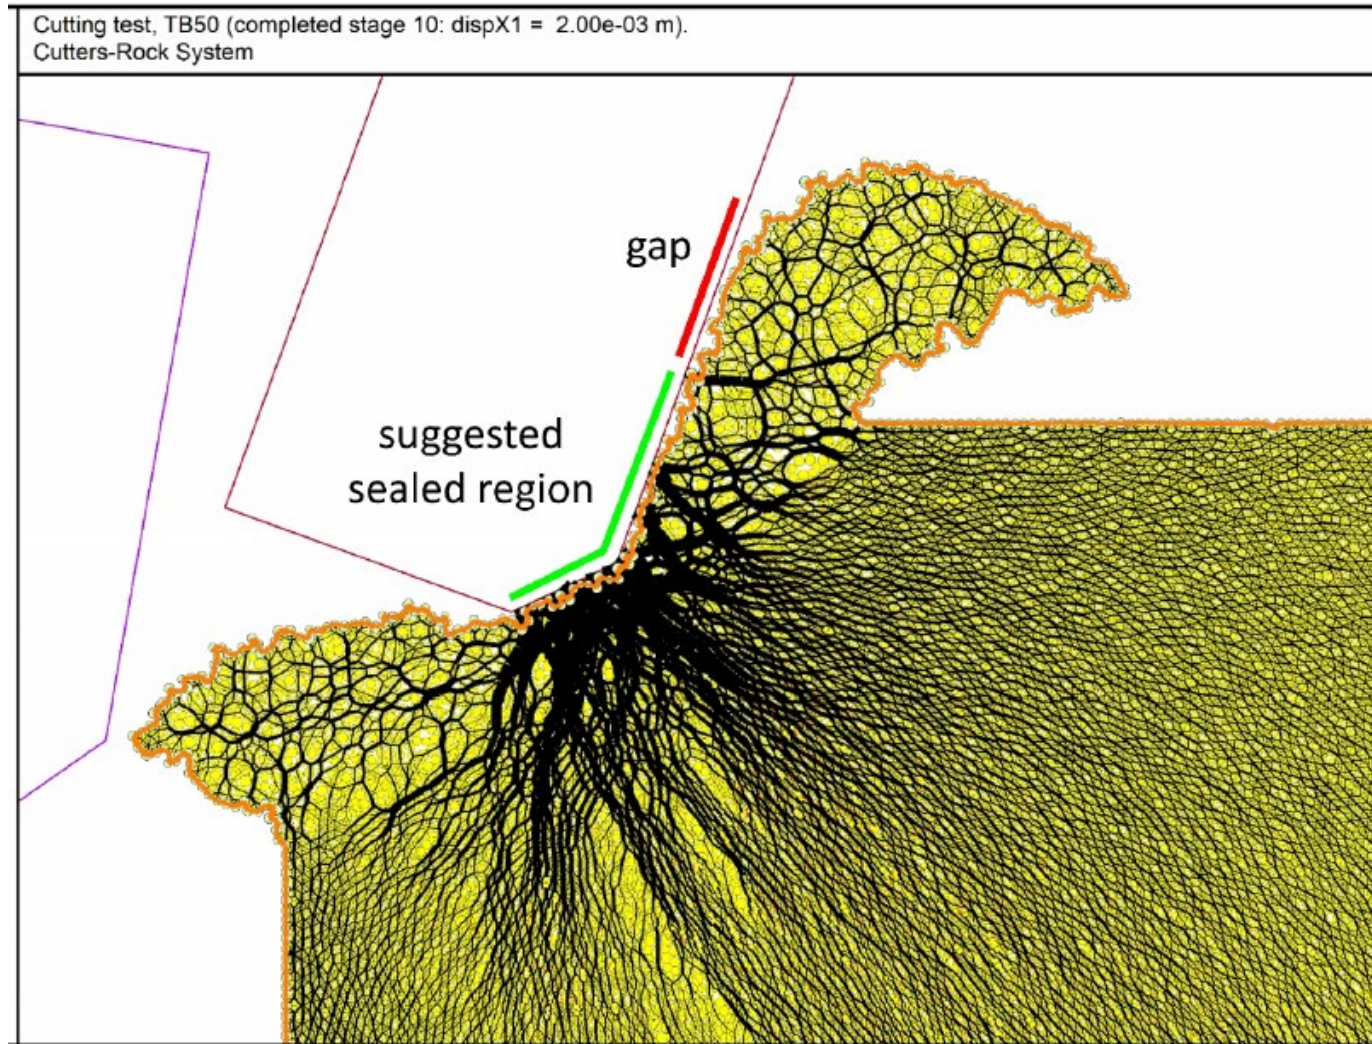 Cutting test, TB50 (completed stage 10: dispX1 =  2.00e-03 m).
Cutters-Rock System
gap
suggested
sealed region